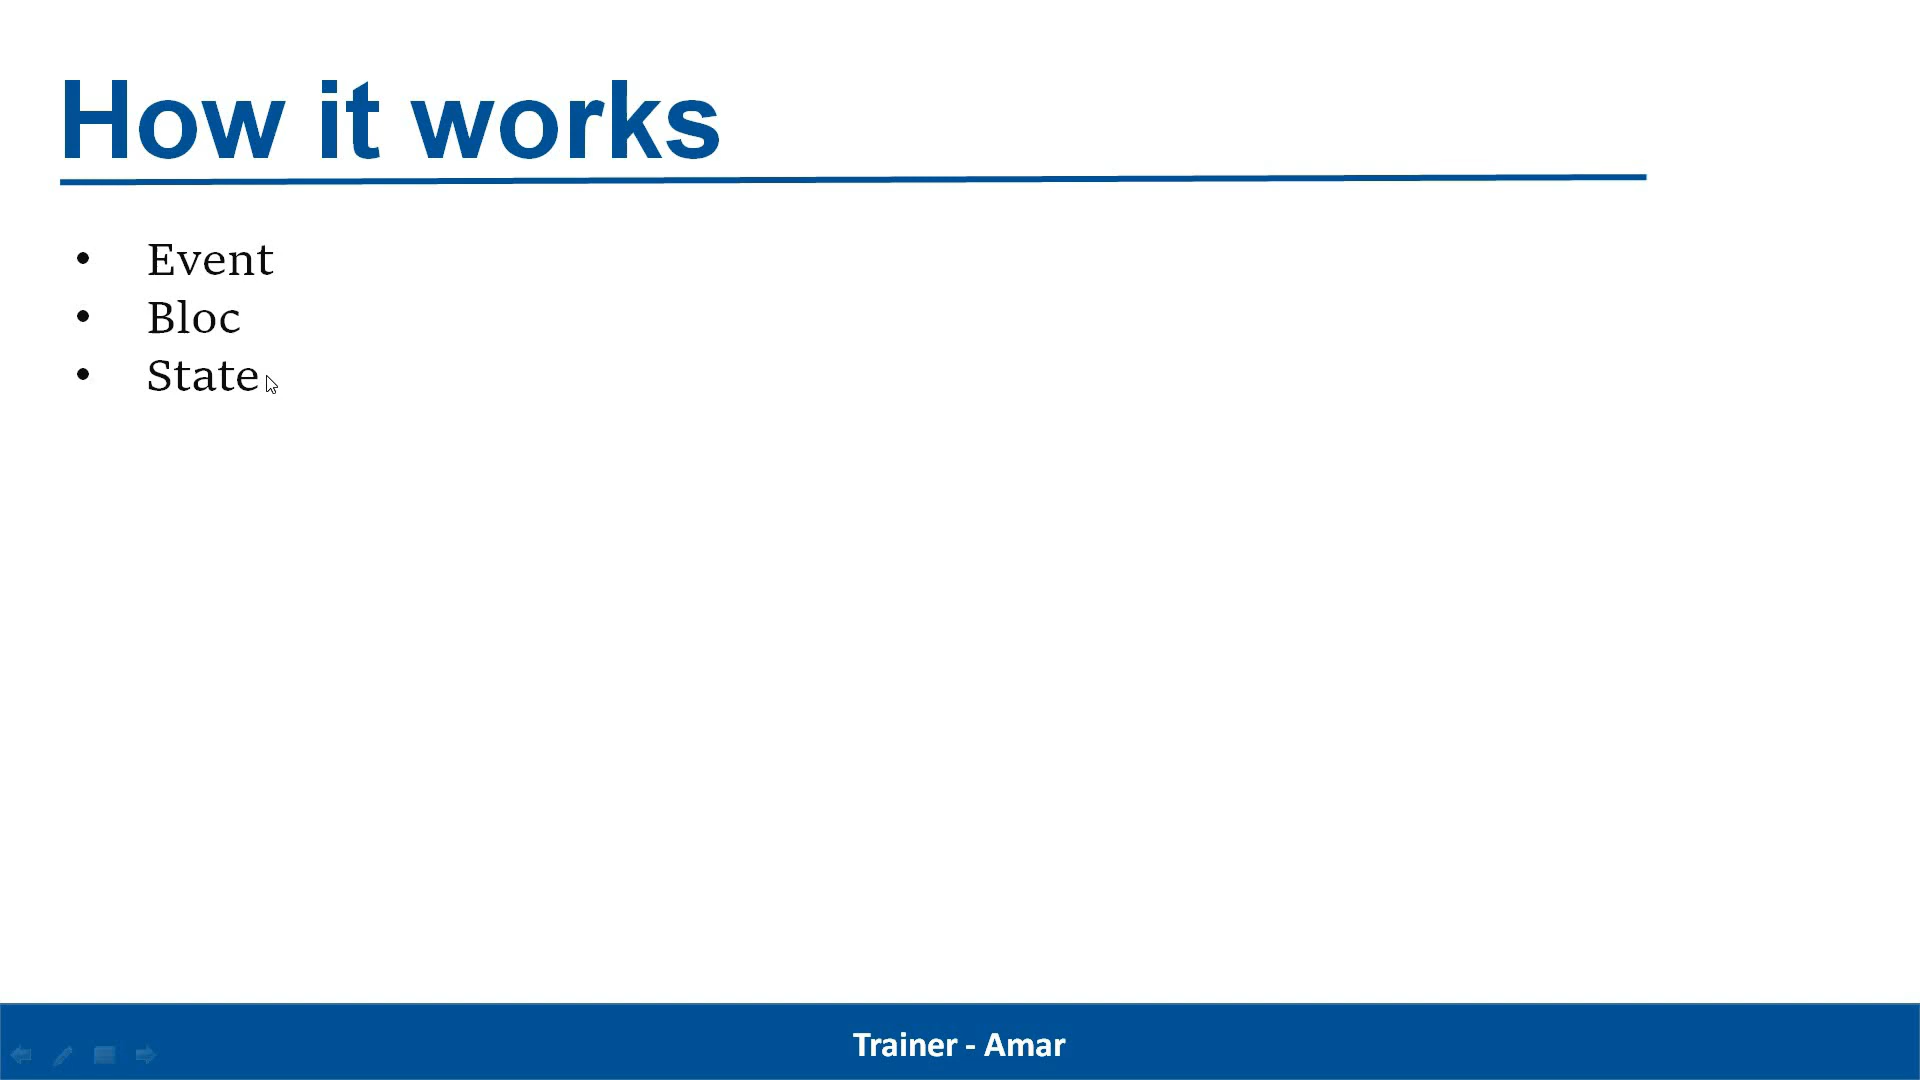 How it works
• Event
• Bloc
• State
Trainer - Amar